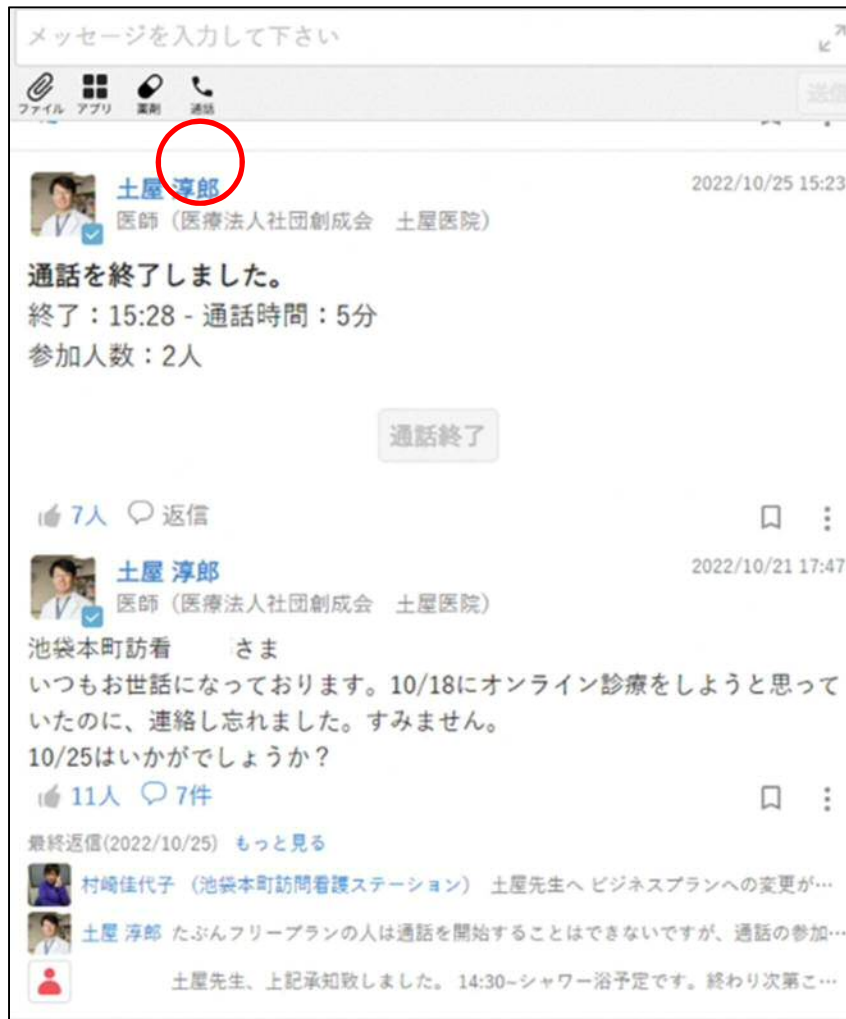 メッセージを入力して下さい
ファイル アプリ 薬剤 通話
送信
土屋 淳郎
2022/10/25 15:23
医師（医療法人社団創成会　土屋医院）
通話を終了しました。
終了：15:28 - 通話時間：5分
参加人数：2人
通話終了
7人 返信
土屋 淳郎
2022/10/21 17:47
医師（医療法人社団創成会　土屋医院）
池袋本町訪看　　　さま
いつもお世話になっております。10/18にオンライン診療をしようと思って
いたのに、連絡し忘れました。すみません。
10/25はいかがでしょうか？
11人 7件
最終返信(2022/10/25) もっと見る
村崎佳代子（池袋本町訪問看護ステーション） 土屋先生へ ビジネスプランへの変更が…
土屋 淳郎 たぶんフリープランの人は通話を開始することはできないですが、通話の参加…
土屋先生、上記承知致しました。 14:30~シャワー浴予定です。終わり次第こ…